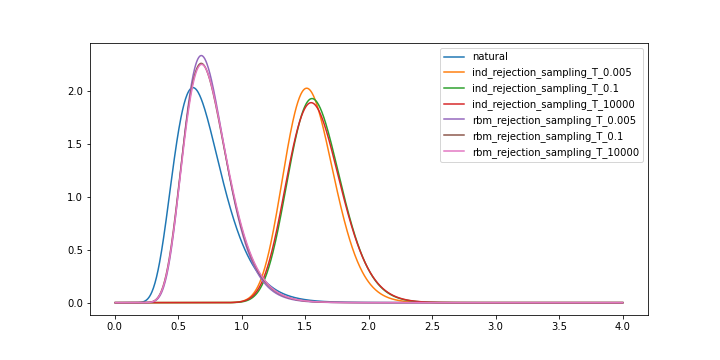 natural
ind_rejection_sampling_T_0.005
ind_rejection_sampling_T_0.1
ind_rejection_sampling_T_10000
rbm_rejection_sampling_T_0.005
rbm_rejection_sampling_T_0.1
rbm_rejection_sampling_T_10000
2.0
1.5
1.0
0.5
0.0
0.0 0.5 1.0 1.5 2.0 2.5 3.0 3.5 4.0